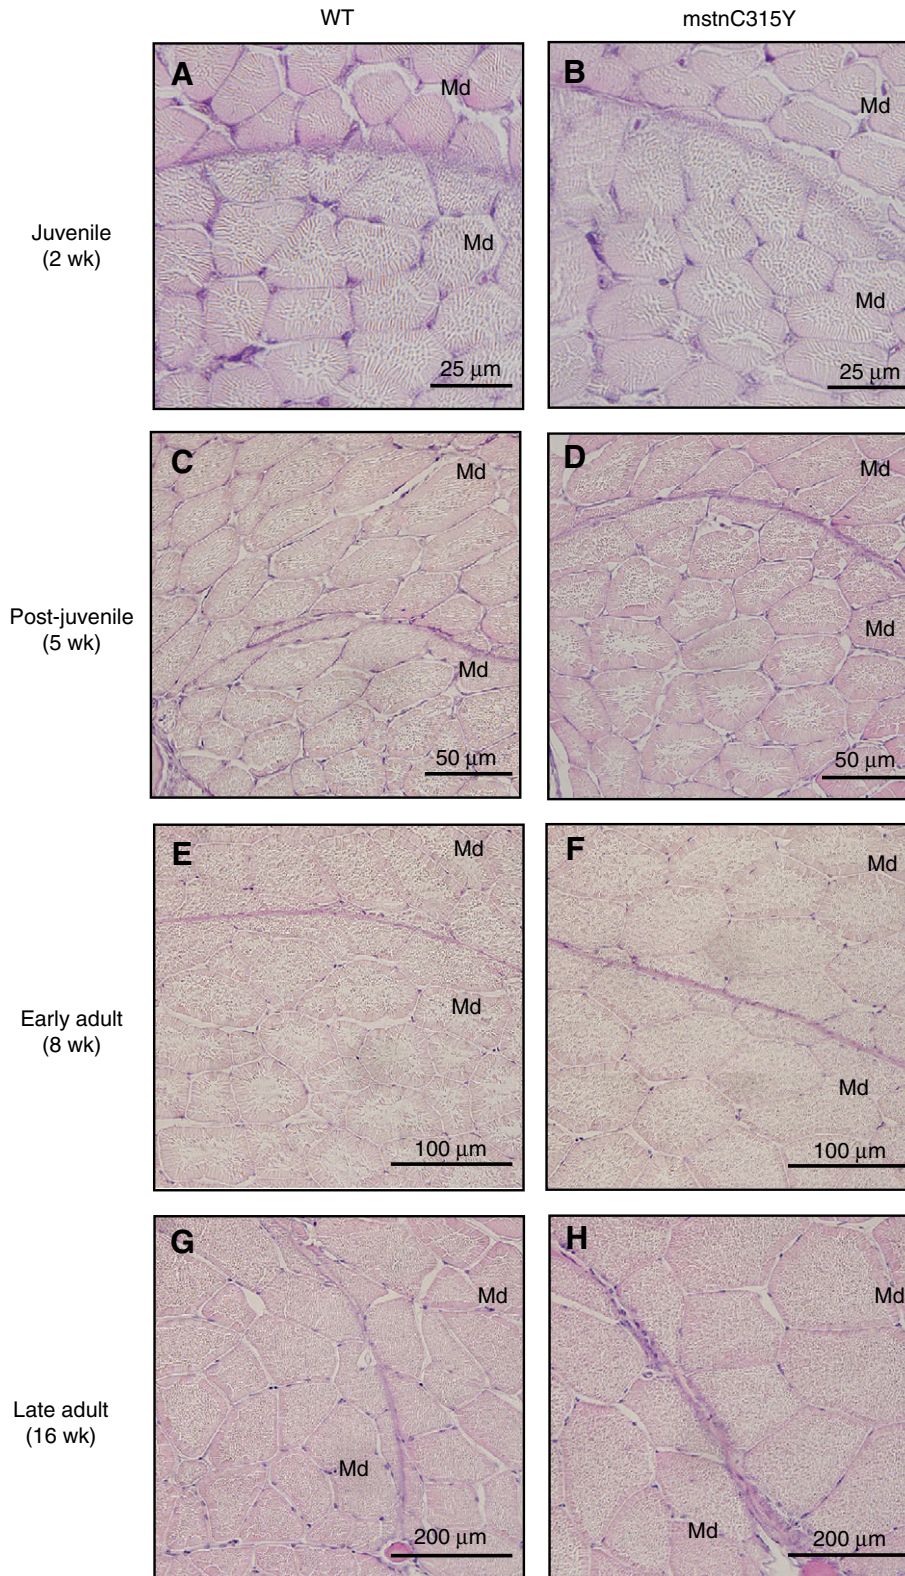 WT
mstnC315Y
A
Md
Md
25 µm
B
Md
Md
25 µm
Juvenile
(2 wk)
C
Md
Md
50 µm
D
Md
Md
50 µm
Post-juvenile
(5 wk)
E
Md
Md
100 µm
F
Md
Md
100 µm
Early adult
(8 wk)
G
Md
Md
200 µm
H
Md
Md
200 µm
Late adult
(16 wk)